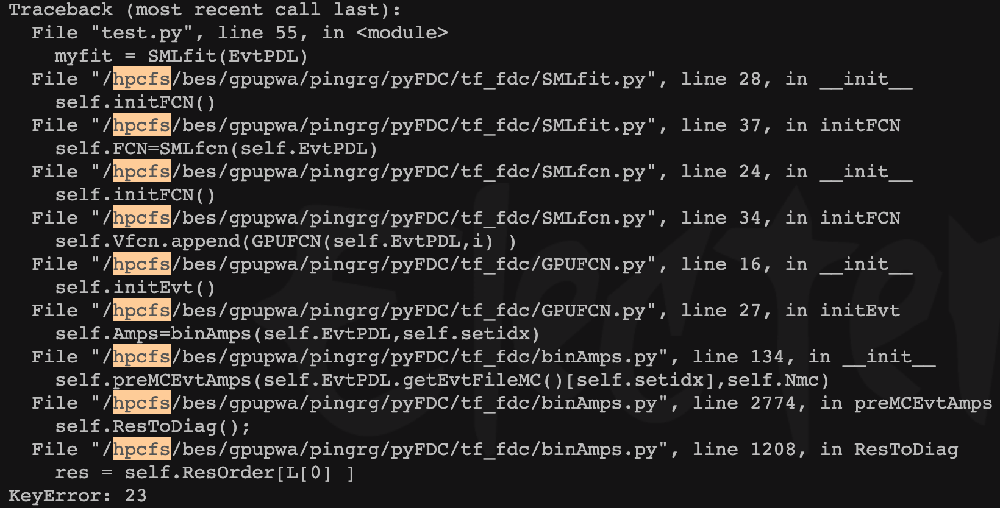 Traceback (most recent call last):
  File "test.py", line 55, in <module>
    myfit = SMLfit(EvtPDL)
  File "/hpcfs/bes/gpupwa/pingrg/pyFDC/tf_fdc/SMLfit.py", line 28, in __init__
    self.initFCN()
  File "/hpcfs/bes/gpupwa/pingrg/pyFDC/tf_fdc/SMLfit.py", line 37, in initFCN
    self.FCN=SMLfcn(self.EvtPDL)
  File "/hpcfs/bes/gpupwa/pingrg/pyFDC/tf_fdc/SMLfcn.py", line 24, in __init__
    self.initFCN()
  File "/hpcfs/bes/gpupwa/pingrg/pyFDC/tf_fdc/SMLfcn.py", line 34, in initFCN
    self.Vfcn.append(GPUFCN(self.EvtPDL,i) )
  File "/hpcfs/bes/gpupwa/pingrg/pyFDC/tf_fdc/GPUFCN.py", line 16, in __init__
    self.initEvt()
  File "/hpcfs/bes/gpupwa/pingrg/pyFDC/tf_fdc/GPUFCN.py", line 27, in initEvt
    self.Amps=binAmps(self.EvtPDL,self.setidx)
  File "/hpcfs/bes/gpupwa/pingrg/pyFDC/tf_fdc/binAmps.py", line 134, in __init__
    self.preMCEvtAmps(self.EvtPDL.getEvtFileMC()[self.setidx],self.Nmc)
  File "/hpcfs/bes/gpupwa/pingrg/pyFDC/tf_fdc/binAmps.py", line 2774, in preMCEvtAmps
    self.ResToDiag();
  File "/hpcfs/bes/gpupwa/pingrg/pyFDC/tf_fdc/binAmps.py", line 1208, in ResToDiag
    res = self.ResOrder[L[0] ]
KeyError: 23